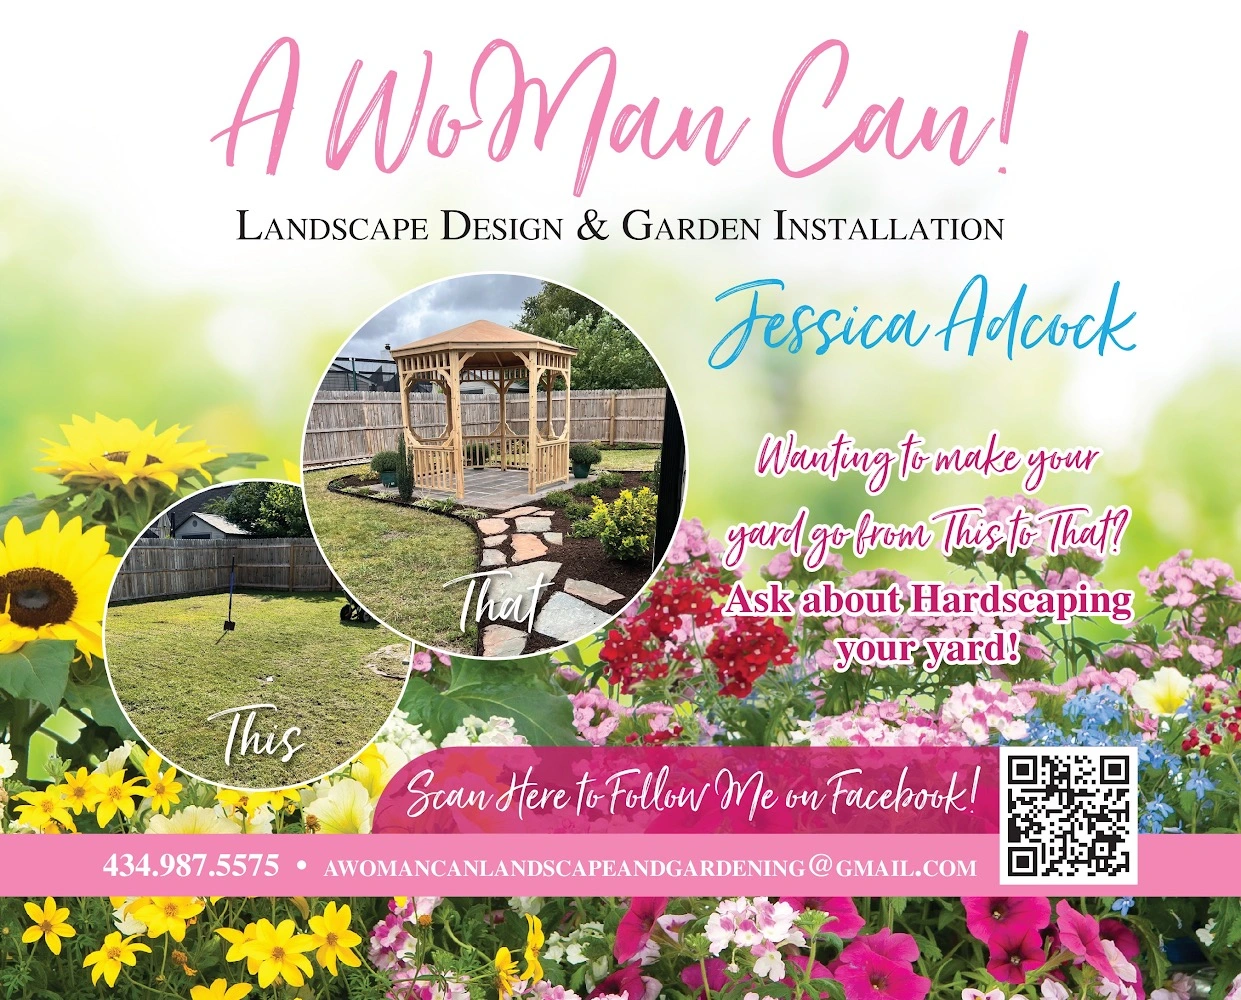 A WoMan Can!
Landscape Design & Garden Installation
Jessica Adcock
Wanting to make your
yard go from This to That?
Ask about Hardscaping
your yard!
That
This
Scan Here to Follow Me on Facebook!
434.987.5575 • awomancanlandscapeandgardening@gmail.com